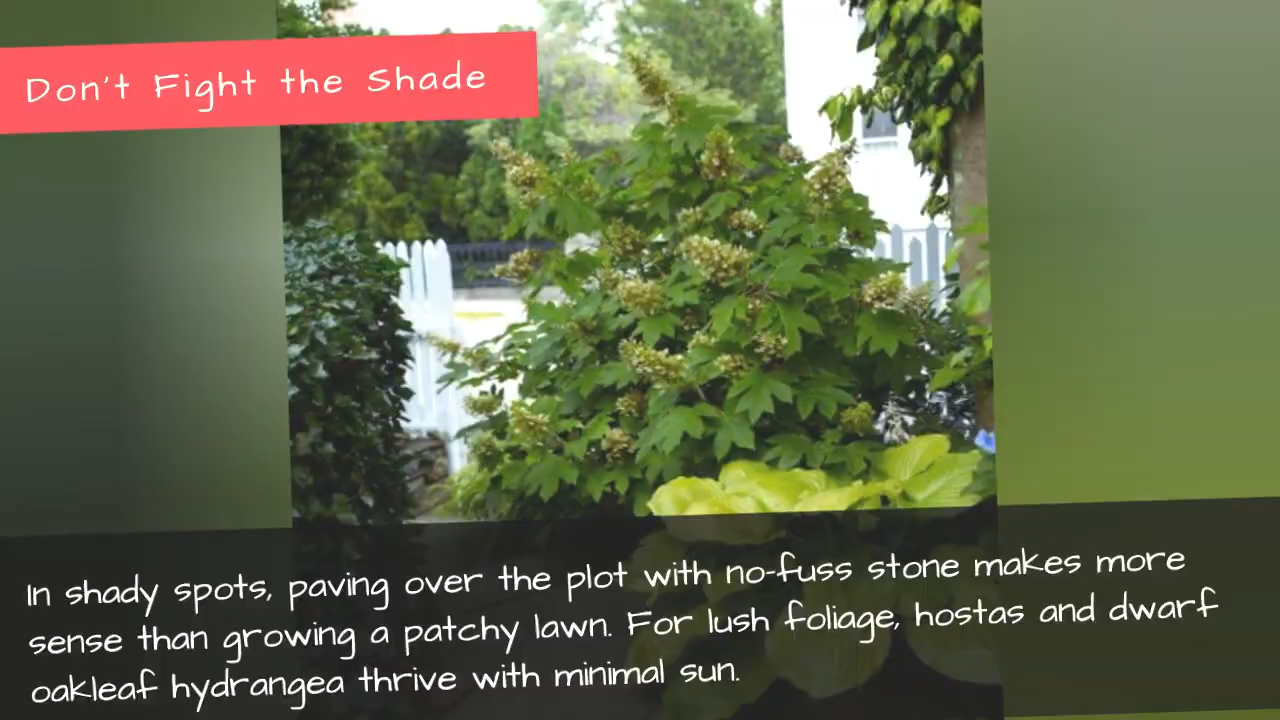 Don't Fight the Shade
In shady spots, paving over the plot with no-fuss stone makes more
sense than growing a patchy lawn. For lush foliage, hostas and dwarf
oakleaf hydrangea thrive with minimal sun.